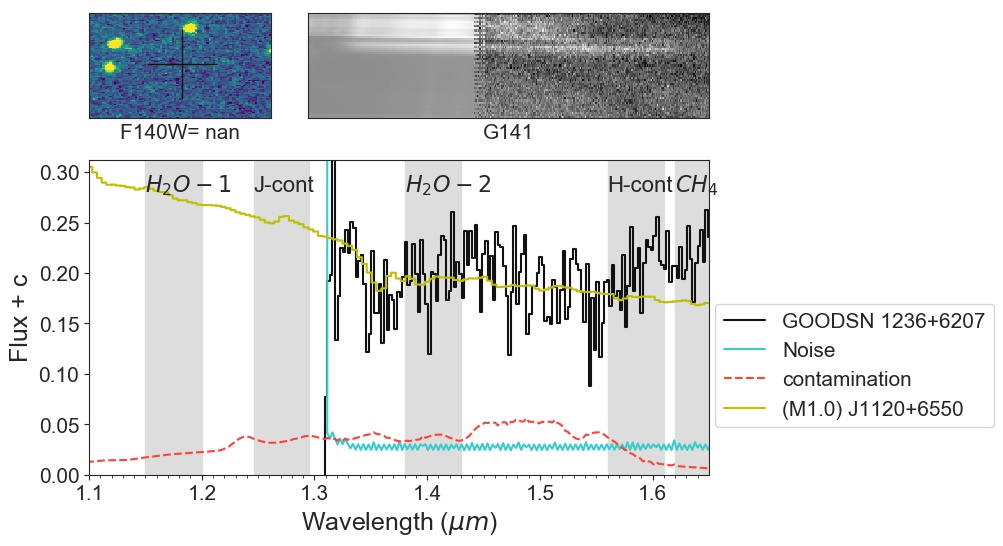 F140W= nan
G141
H₂O − 1
J-cont
H₂O − 2
H-cont
CH₄
Flux + c
0.30
0.25
0.20
0.15
0.10
0.05
0.00
1.1
1.2
1.3
1.4
1.5
1.6
Wavelength (μm)
GOODSN 1236+6207
Noise
contamination
(M1.0) J1120+6550